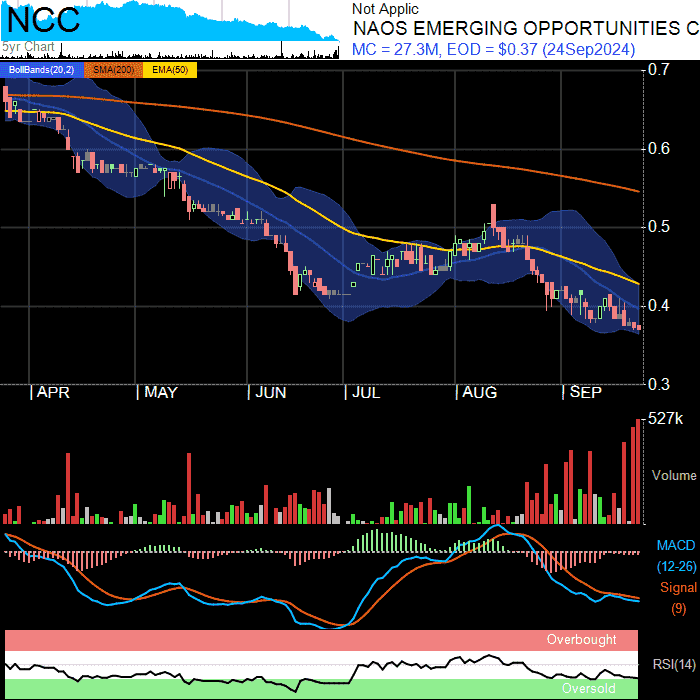 NCC
5yr Chart
Not Applic
NAOS EMERGING OPPORTUNITIES C
MC = 27.3M, EOD = $0.37 (24Sep2024)
BollBands(20,2) SMA(200) EMA(50)
0.7
0.6
0.5
0.4
0.3
APR MAY JUN JUL AUG SEP
527k
Volume
MACD
(12-26)
Signal
(9)
Overbought
RSI(14)
Oversold